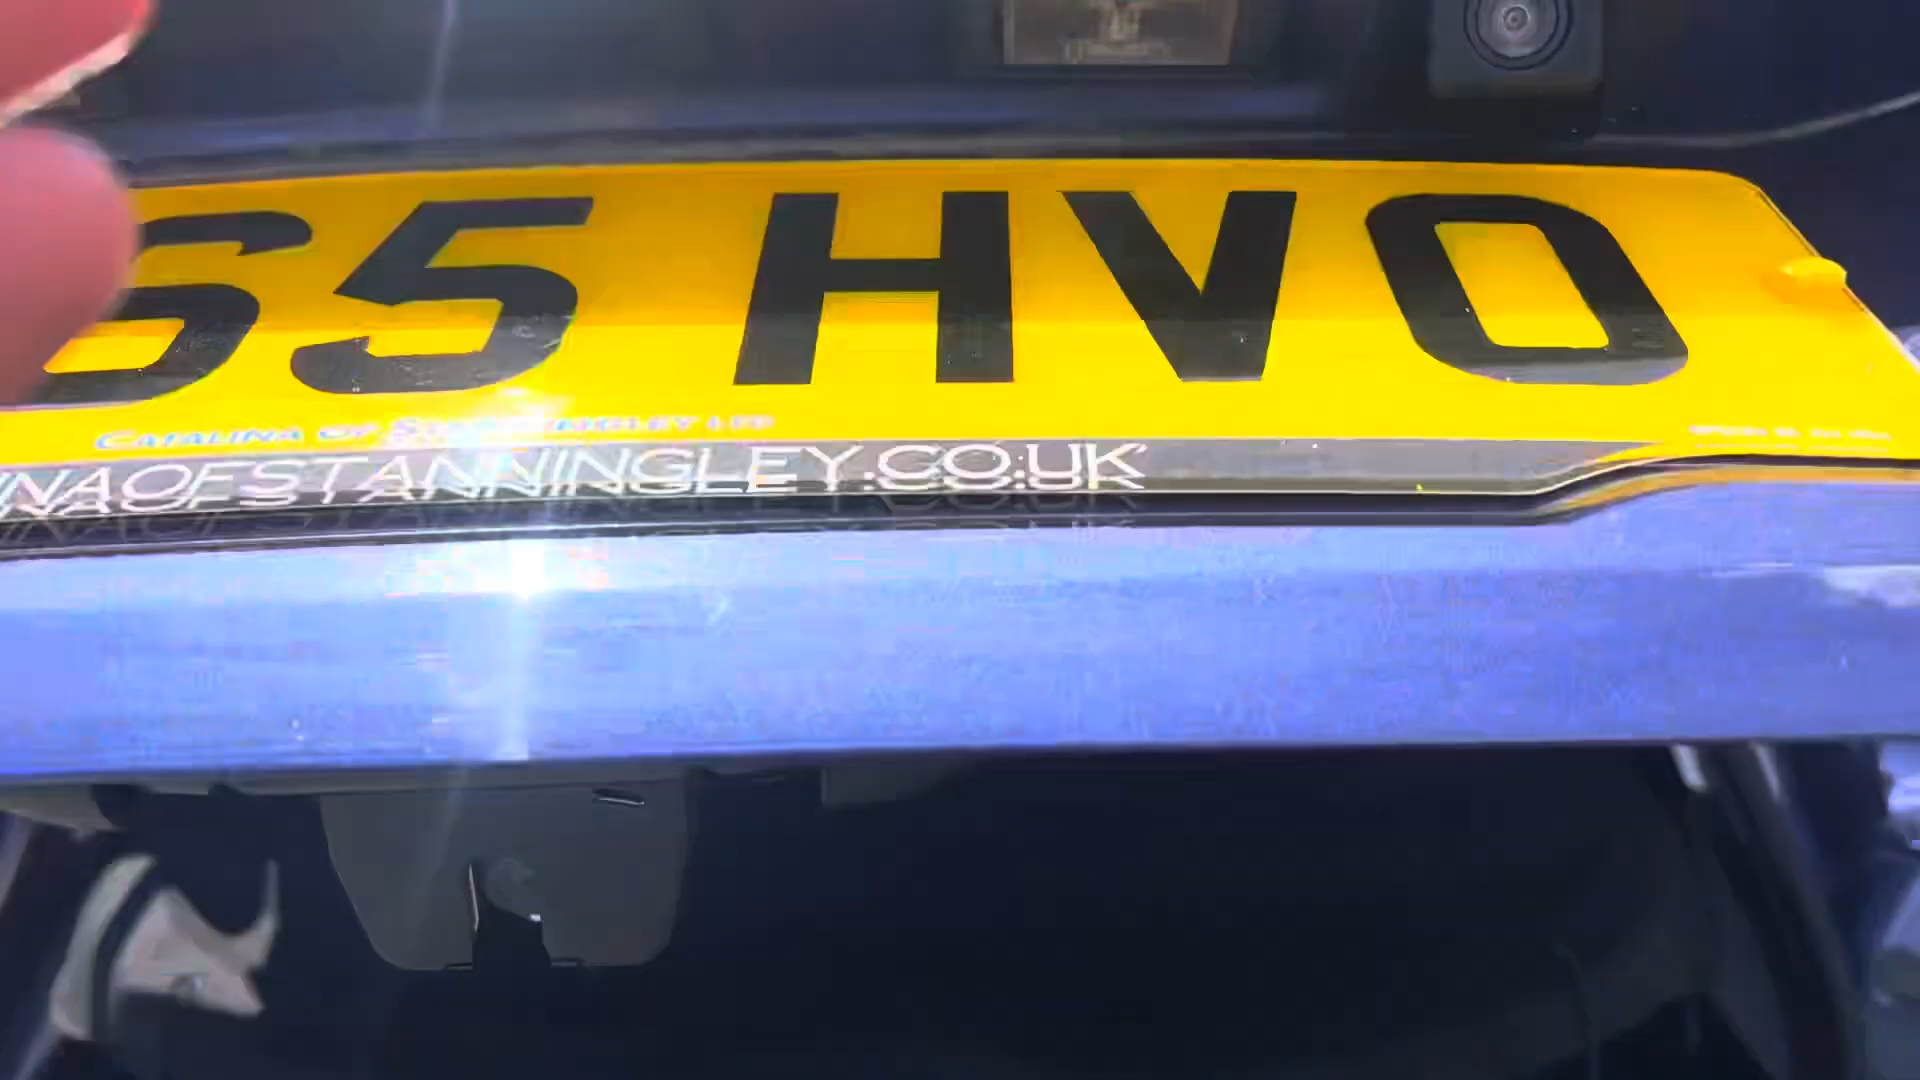 65 HVO
CATALINA OF STANNINGLEY LTD
NAOFSTANNINGLEY.CO.UK